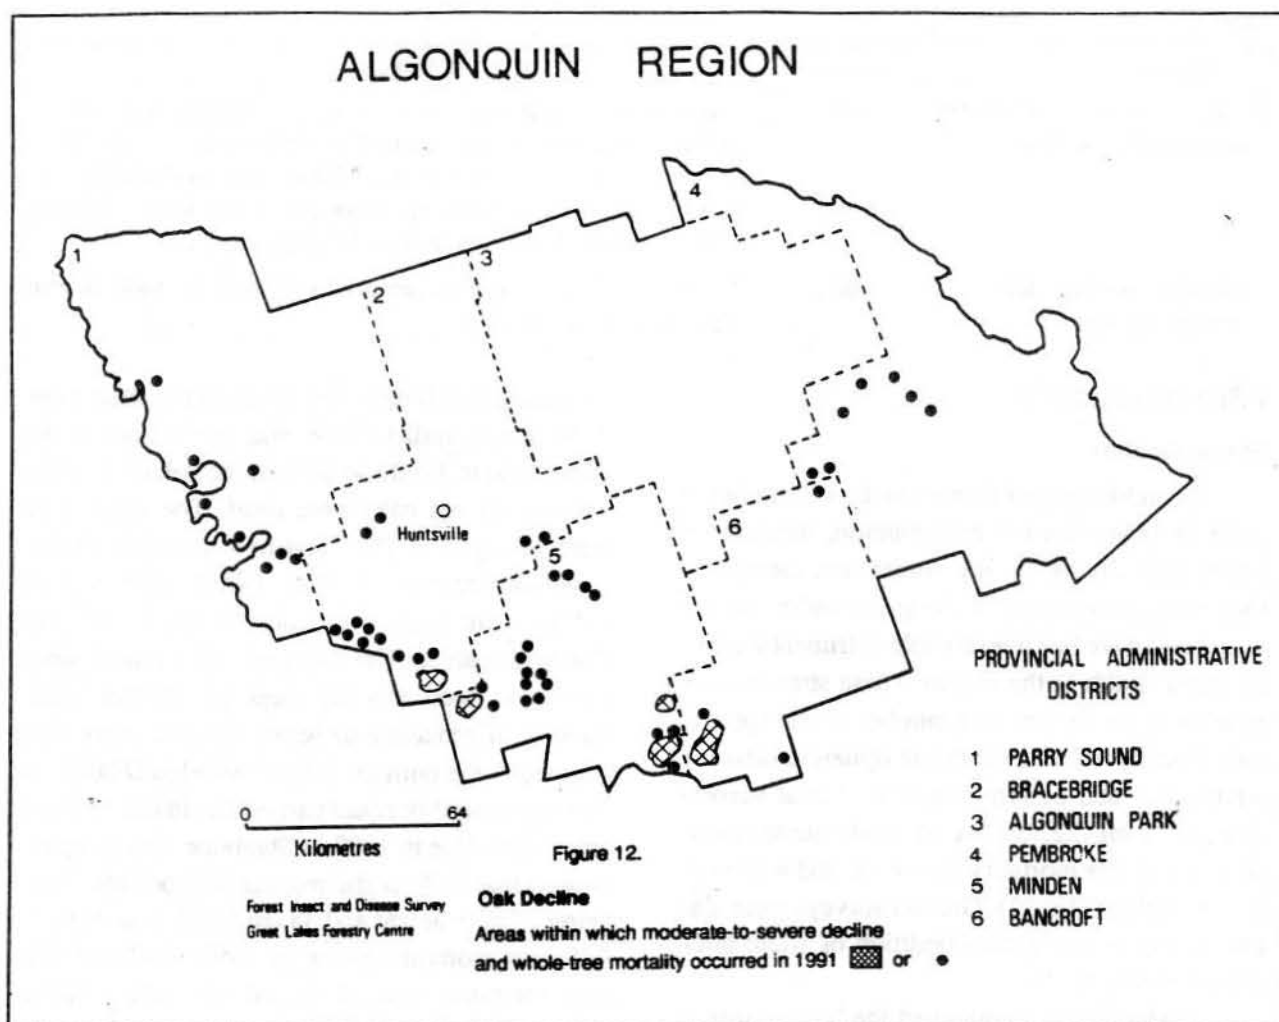 ALGONQUIN REGION
4
1
3
2
Huntsville
6
5
PROVINCIAL ADMINISTRATIVE
DISTRICTS
1 PARRY SOUND
2 BRACEBRIDGE
3 ALGONQUIN PARK
4 PEMBROKE
5 MINDEN
6 BANCROFT
0 64
Kilometres
Figure 12.
Forest Insect and Disease Survey
Great Lakes Forestry Centre
Oak Decline
Areas within which moderate-to-severe decline
and whole-tree mortality occurred in 1991 or